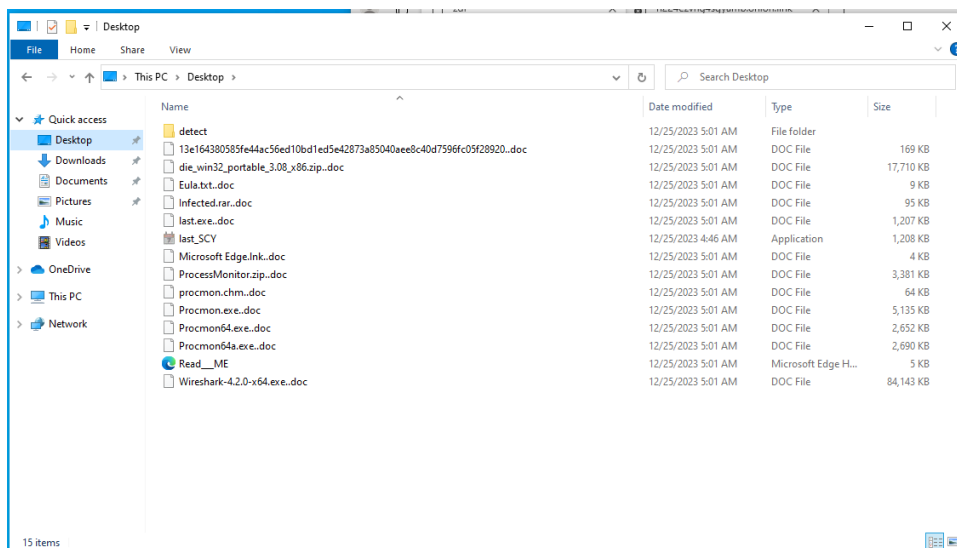 Desktop
File Home Share View
This PC > Desktop >
Search Desktop
Name Date modified Type Size
Quick access
Desktop
Downloads
Documents
Pictures
Music
Videos
OneDrive
This PC
Network
detect 12/25/2023 5:01 AM File folder
13e164380585fe44ac56ed10bd1ed5e42873a85040aee8c40d7596fc05f28920..doc 12/25/2023 5:01 AM DOC File 169 KB
die_win32_portable_3.08_x86.zip..doc 12/25/2023 5:01 AM DOC File 17,710 KB
Eula.txt..doc 12/25/2023 5:01 AM DOC File 9 KB
Infected.rar..doc 12/25/2023 5:01 AM DOC File 95 KB
last.exe..doc 12/25/2023 5:01 AM DOC File 1,207 KB
last_SCY 12/25/2023 4:46 AM Application 1,208 KB
Microsoft Edge.lnk..doc 12/25/2023 5:01 AM DOC File 4 KB
ProcessMonitor.zip..doc 12/25/2023 5:01 AM DOC File 3,381 KB
procmon.chm..doc 12/25/2023 5:01 AM DOC File 64 KB
Procmon.exe..doc 12/25/2023 5:01 AM DOC File 5,135 KB
Procmon64.exe..doc 12/25/2023 5:01 AM DOC File 2,652 KB
Procmon64a.exe..doc 12/25/2023 5:01 AM DOC File 2,690 KB
Read__ME 12/25/2023 5:01 AM Microsoft Edge H... 5 KB
Wireshark-4.2.0-x64.exe..doc 12/25/2023 5:01 AM DOC File 84,143 KB
15 items